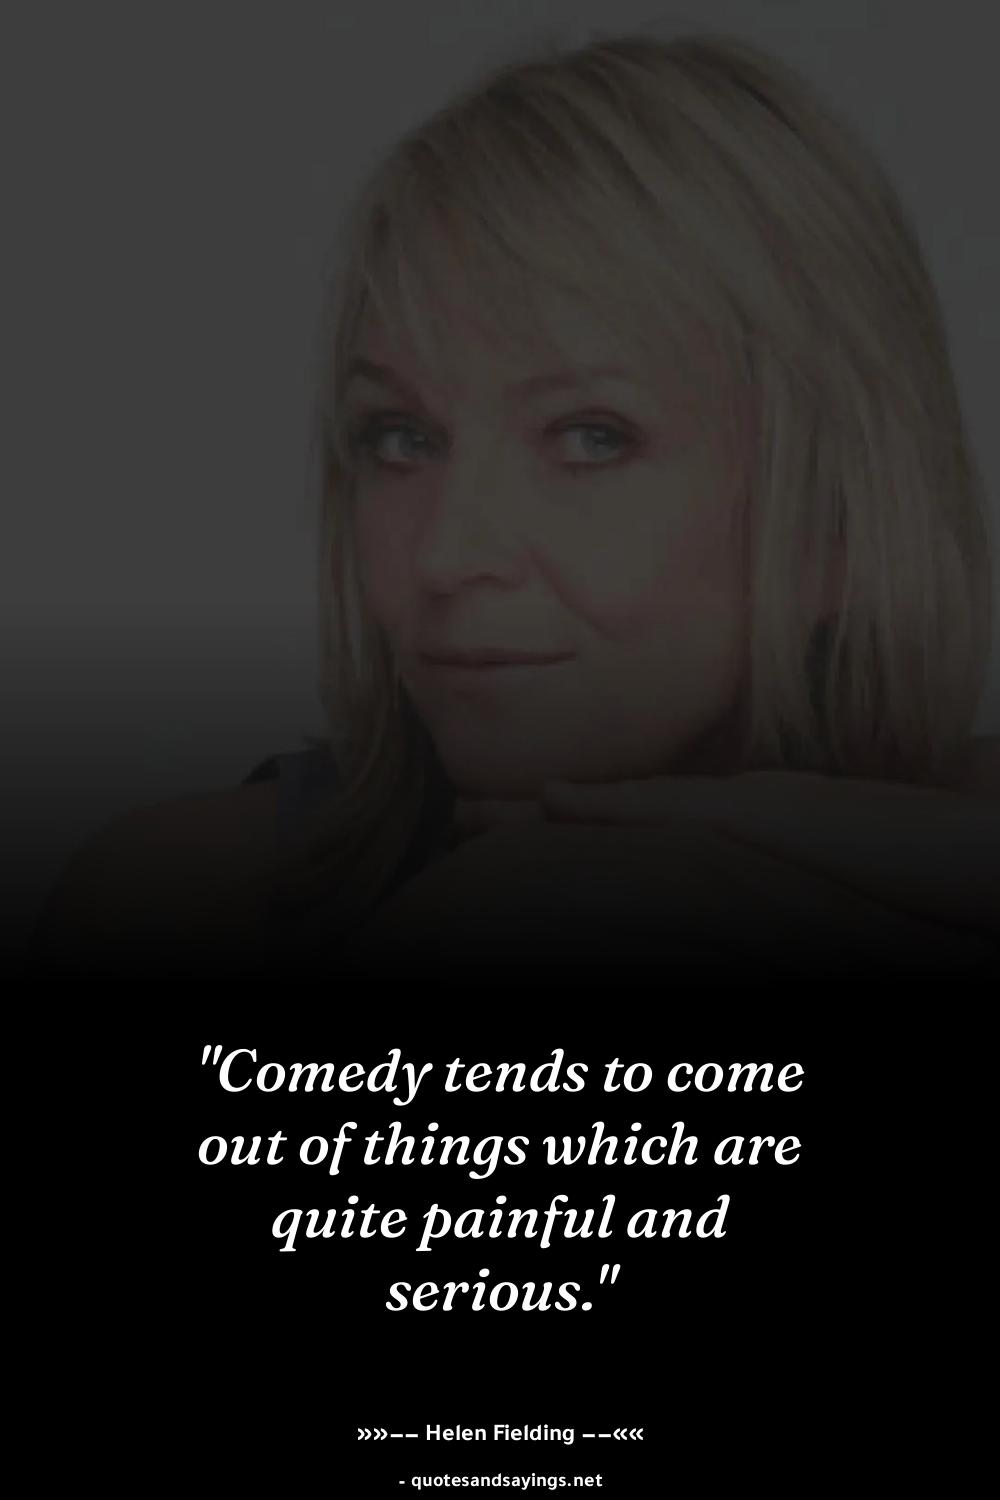 "Comedy tends to come
out of things which are
quite painful and
serious."
»»−− Helen Fielding −−««
- quotesandsayings.net